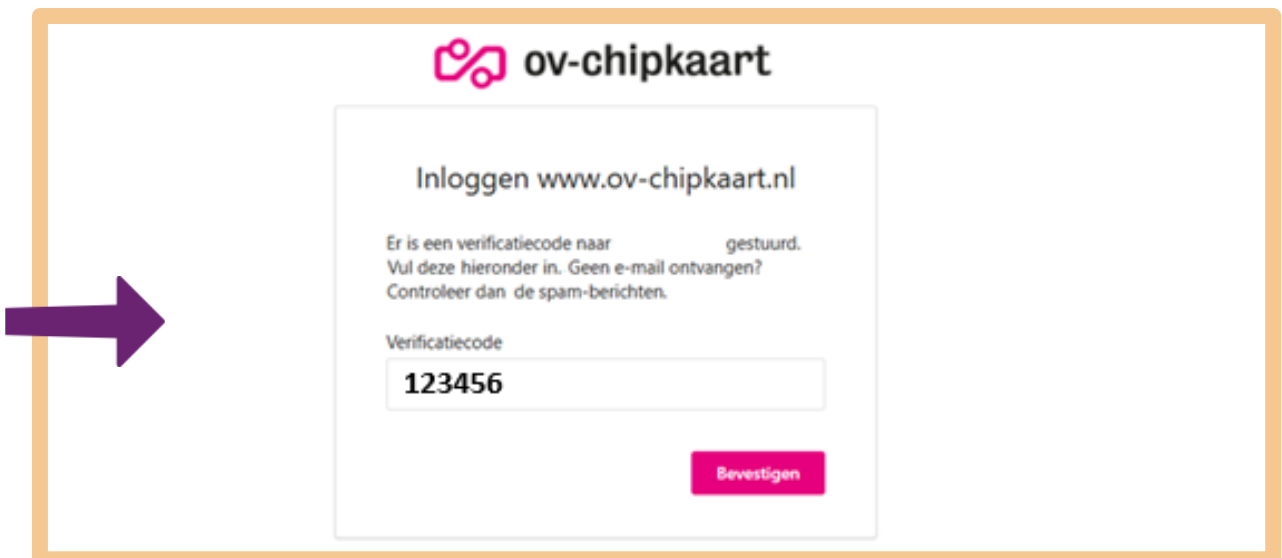 ov-chipkaart
Inloggen www.ov-chipkaart.nl
Er is een verificatiecode naar gestuurd.
Vul deze hieronder in. Geen e-mail ontvangen?
Controleer dan de spam-berichten.
Verificatiecode
123456
Bevestigen